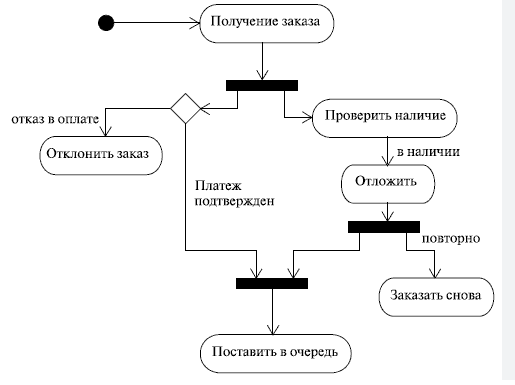 Получение заказа
отказ в оплате
Проверить наличие
Отклонить заказ
в наличии
Отложить
Платеж
подтвержден
повторно
Заказать снова
Поставить в очередь